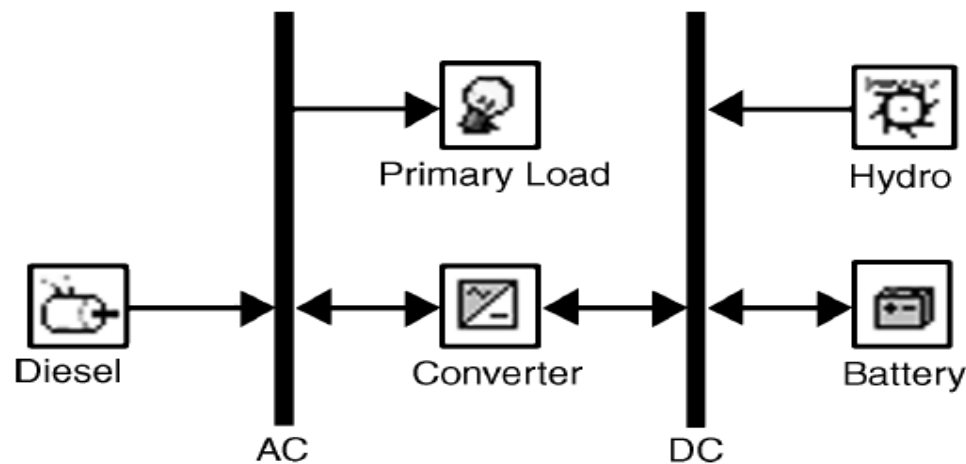 Primary Load
Hydro
Diesel
Converter
Battery
AC
DC